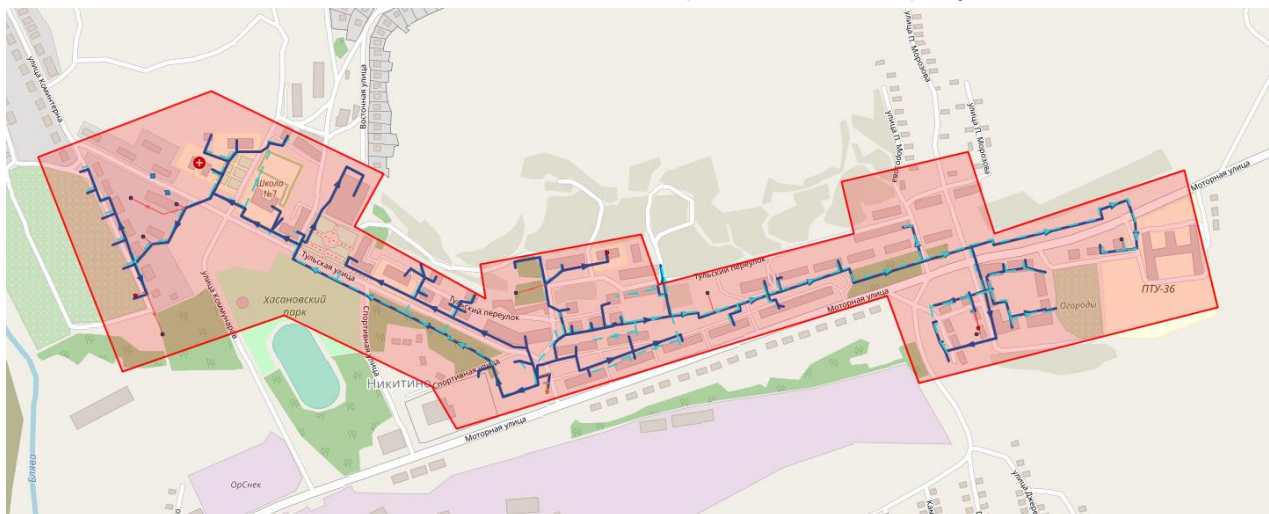 улица Коминтерна
Восточная улица
улица П. Морозова
улица П. Морозова
Школа
№7
Моторная улица
Тульская улица
Тульский переулок
Хасановский
парк
Тульский переулок
Моторная улица
ПТУ-36
Огороды
улица Коммунаров
Спортивная улица
Спортивная улица
Никитино
Моторная улица
Блява
ОрСнек